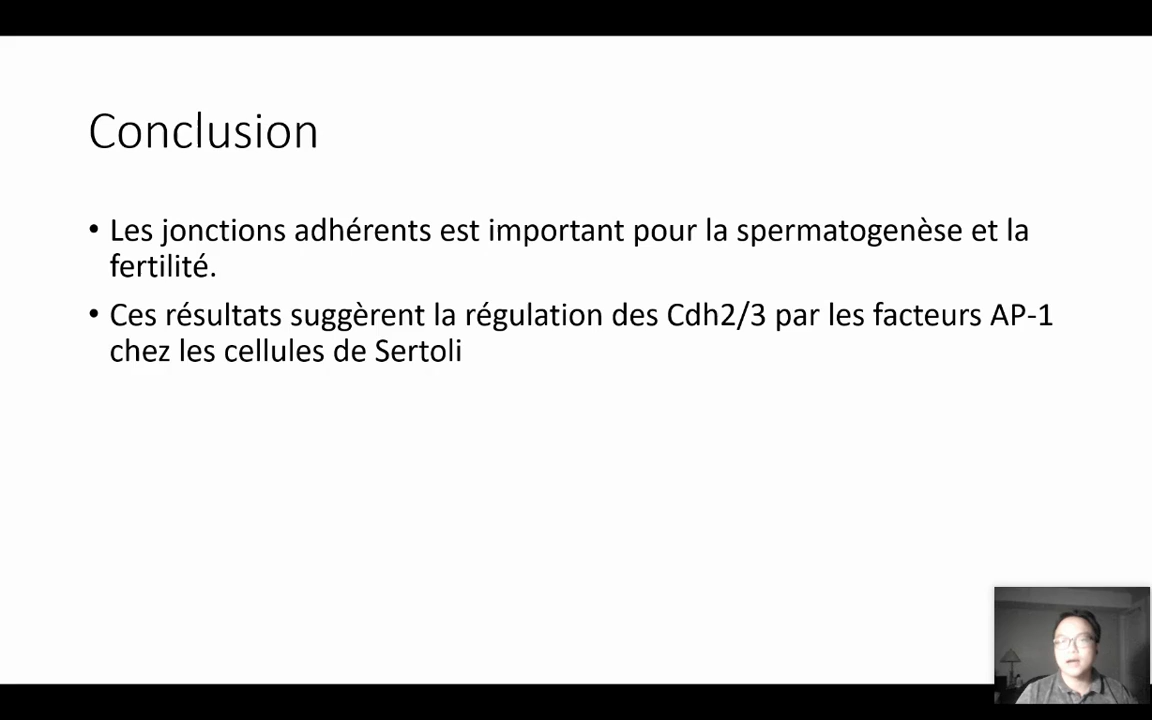 Conclusion
• Les jonctions adhérents est important pour la spermatogenèse et la
fertilité.
• Ces résultats suggèrent la régulation des Cdh2/3 par les facteurs AP-1
chez les cellules de Sertoli